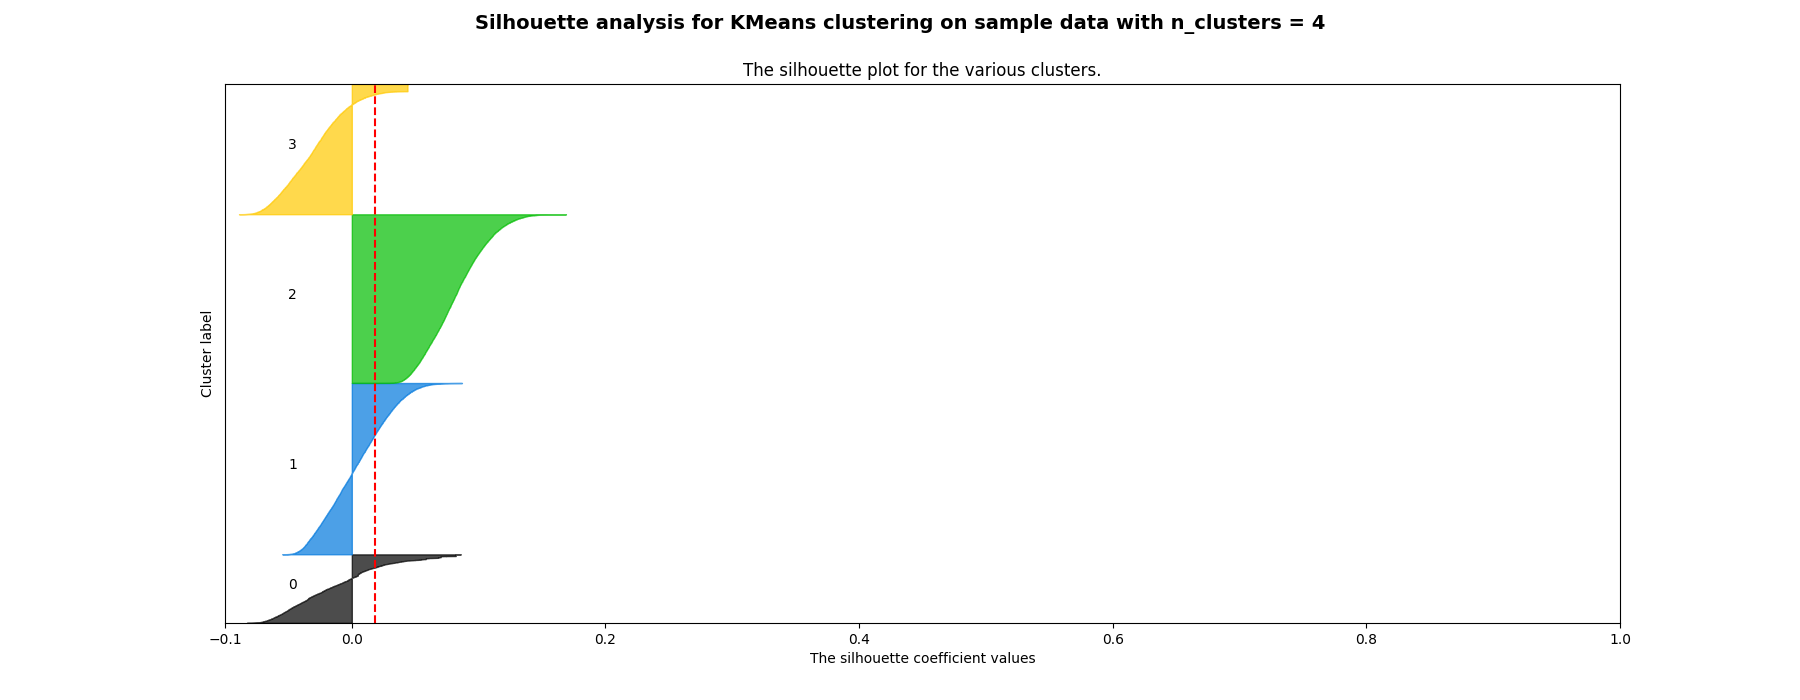 Silhouette analysis for KMeans clustering on sample data with n_clusters = 4
The silhouette plot for the various clusters.
3
2
1
0
Cluster label
−0.1 0.0 0.2 0.4 0.6 0.8 1.0
The silhouette coefficient values